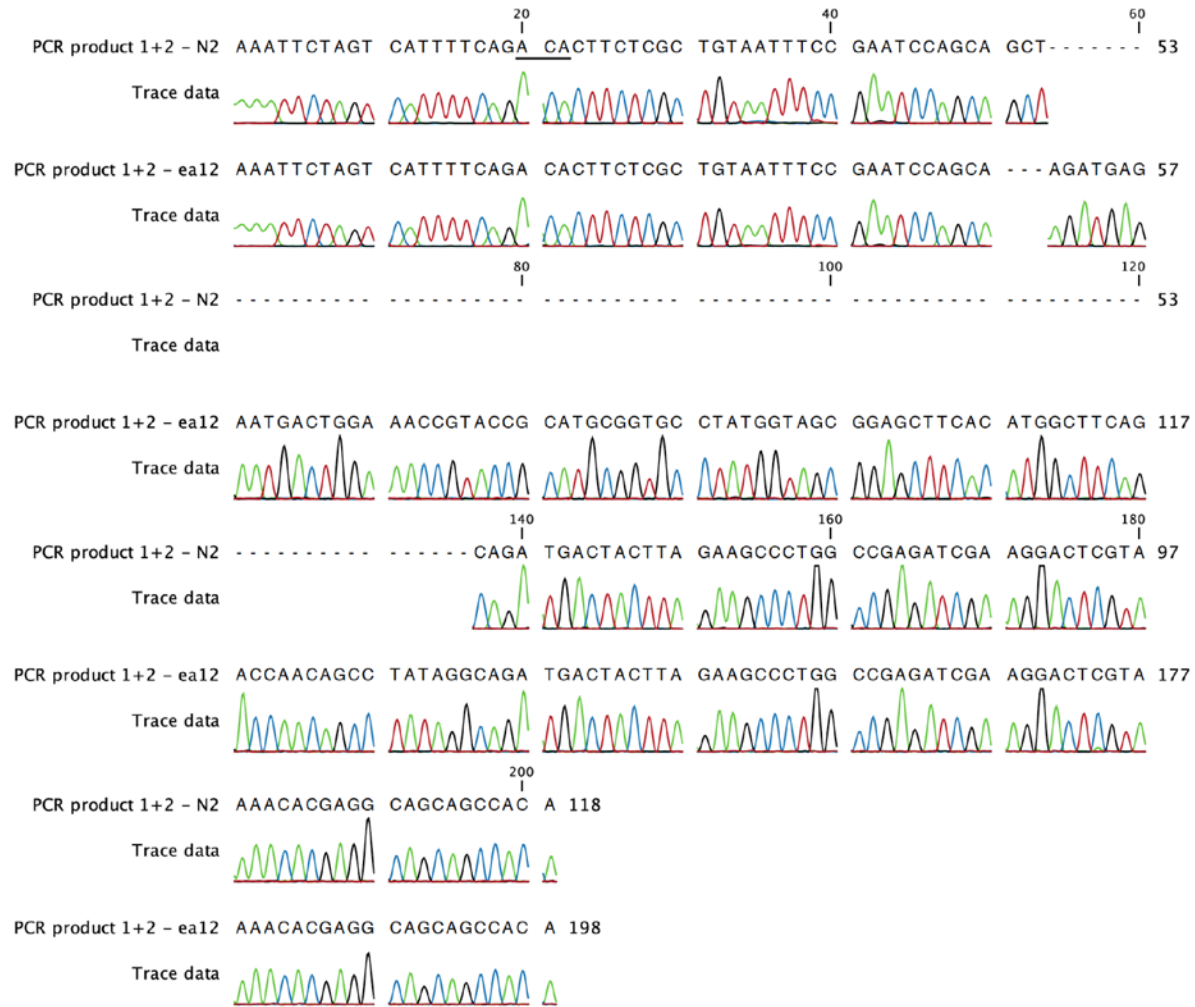 20 40 60
PCR product 1+2 – N2 AAATTCTAGT CATTTTCAGA CACTTCTCGC TGTAATTTCC GAATCCAGCA GCT- - - - - - - 53
Trace data
PCR product 1+2 – ea12 AAATTCTAGT CATTTTCAGA CACTTCTCGC TGTAATTTCC GAATCCAGCA - - - AGATGAG 57
Trace data
80 100 120
PCR product 1+2 – N2 - - - - - - - - - - - - - - - - - - - - - - - - - - - - - - - - - - - - - - - - - - - - - - - - - - - - - - - - - - - - 53
Trace data
PCR product 1+2 – ea12 AATGACTGGA AACCGTACCG CATGCGGTGC CTATGGTAGC GGAGCTTCAC ATGGCTTCAG 117
Trace data
140 160 180
PCR product 1+2 – N2 - - - - - - - - - - - - - - - - CAGA TGACTACTTA GAAGCCCTGG CCGAGATCGA AGGACTCGTA 97
Trace data
PCR product 1+2 – ea12 ACCAACAGCC TATAGGCAGA TGACTACTTA GAAGCCCTGG CCGAGATCGA AGGACTCGTA 177
Trace data
200
PCR product 1+2 – N2 AAACACGAGG CAGCAGCCAC A 118
Trace data
PCR product 1+2 – ea12 AAACACGAGG CAGCAGCCAC A 198
Trace data